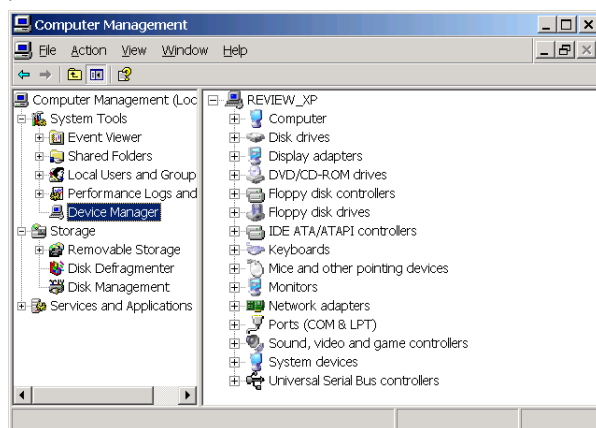 Computer Management
File Action View Window Help
Computer Management (Loc
System Tools
Event Viewer
Shared Folders
Local Users and Group
Performance Logs and
Device Manager
Storage
Removable Storage
Disk Defragmenter
Disk Management
Services and Applications
REVIEW_XP
Computer
Disk drives
Display adapters
DVD/CD-ROM drives
Floppy disk controllers
Floppy disk drives
IDE ATA/ATAPI controllers
Keyboards
Mice and other pointing devices
Monitors
Network adapters
Ports (COM & LPT)
Sound, video and game controllers
System devices
Universal Serial Bus controllers